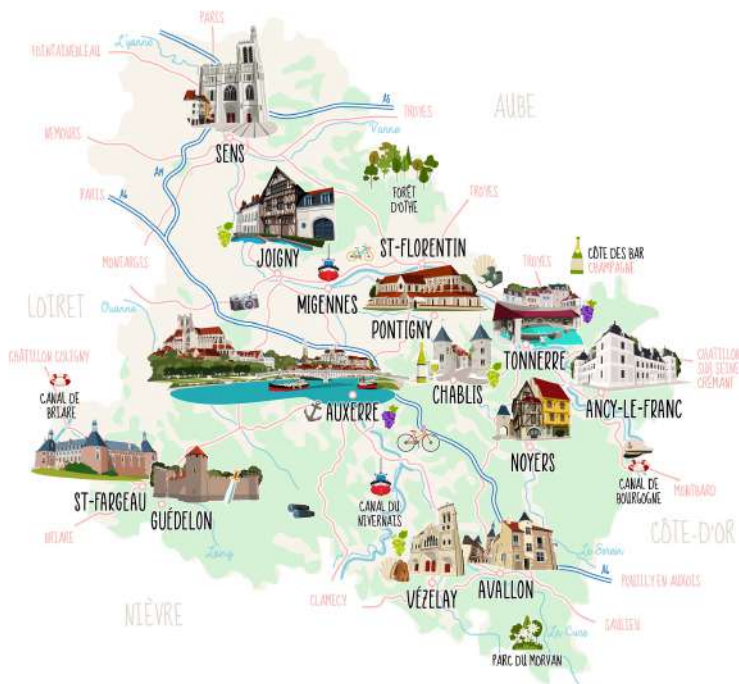 PARIS
L'yonne
FONTAINEBLEAU
A5
TROYES
AUBE
Vanne
NEMOURS
SENS
A19
FORÊT
D'OTHE
PARIS
A6
TROYES
ST-FLORENTIN
CÔTE DES BAR
CHAMPAGNE
JOIGNY
TROYES
MONTARGIS
MIGENNES
LOIRET
Ouanne
PONTIGNY
TONNERRE
CHÂTILLON COLIGNY
CHÂTILLON
SUR SEINE
CRÉMANT
CANAL DE
BRIARE
CHABLIS
ANCY-LE-FRANC
AUXERRE
NOYERS
CANAL DE
BOURGOGNE
MONTBARD
ST-FARGEAU
GUÉDELON
CANAL DU
NIVERNAIS
CÔTE-D'OR
BRIARE
Loing
Le Serein
A6
POUILLY EN AUXOIS
CLAMECY
VÉZELAY
AVALLON
NIÈVRE
SAULIEU
La Cure
PARC DU MORVAN